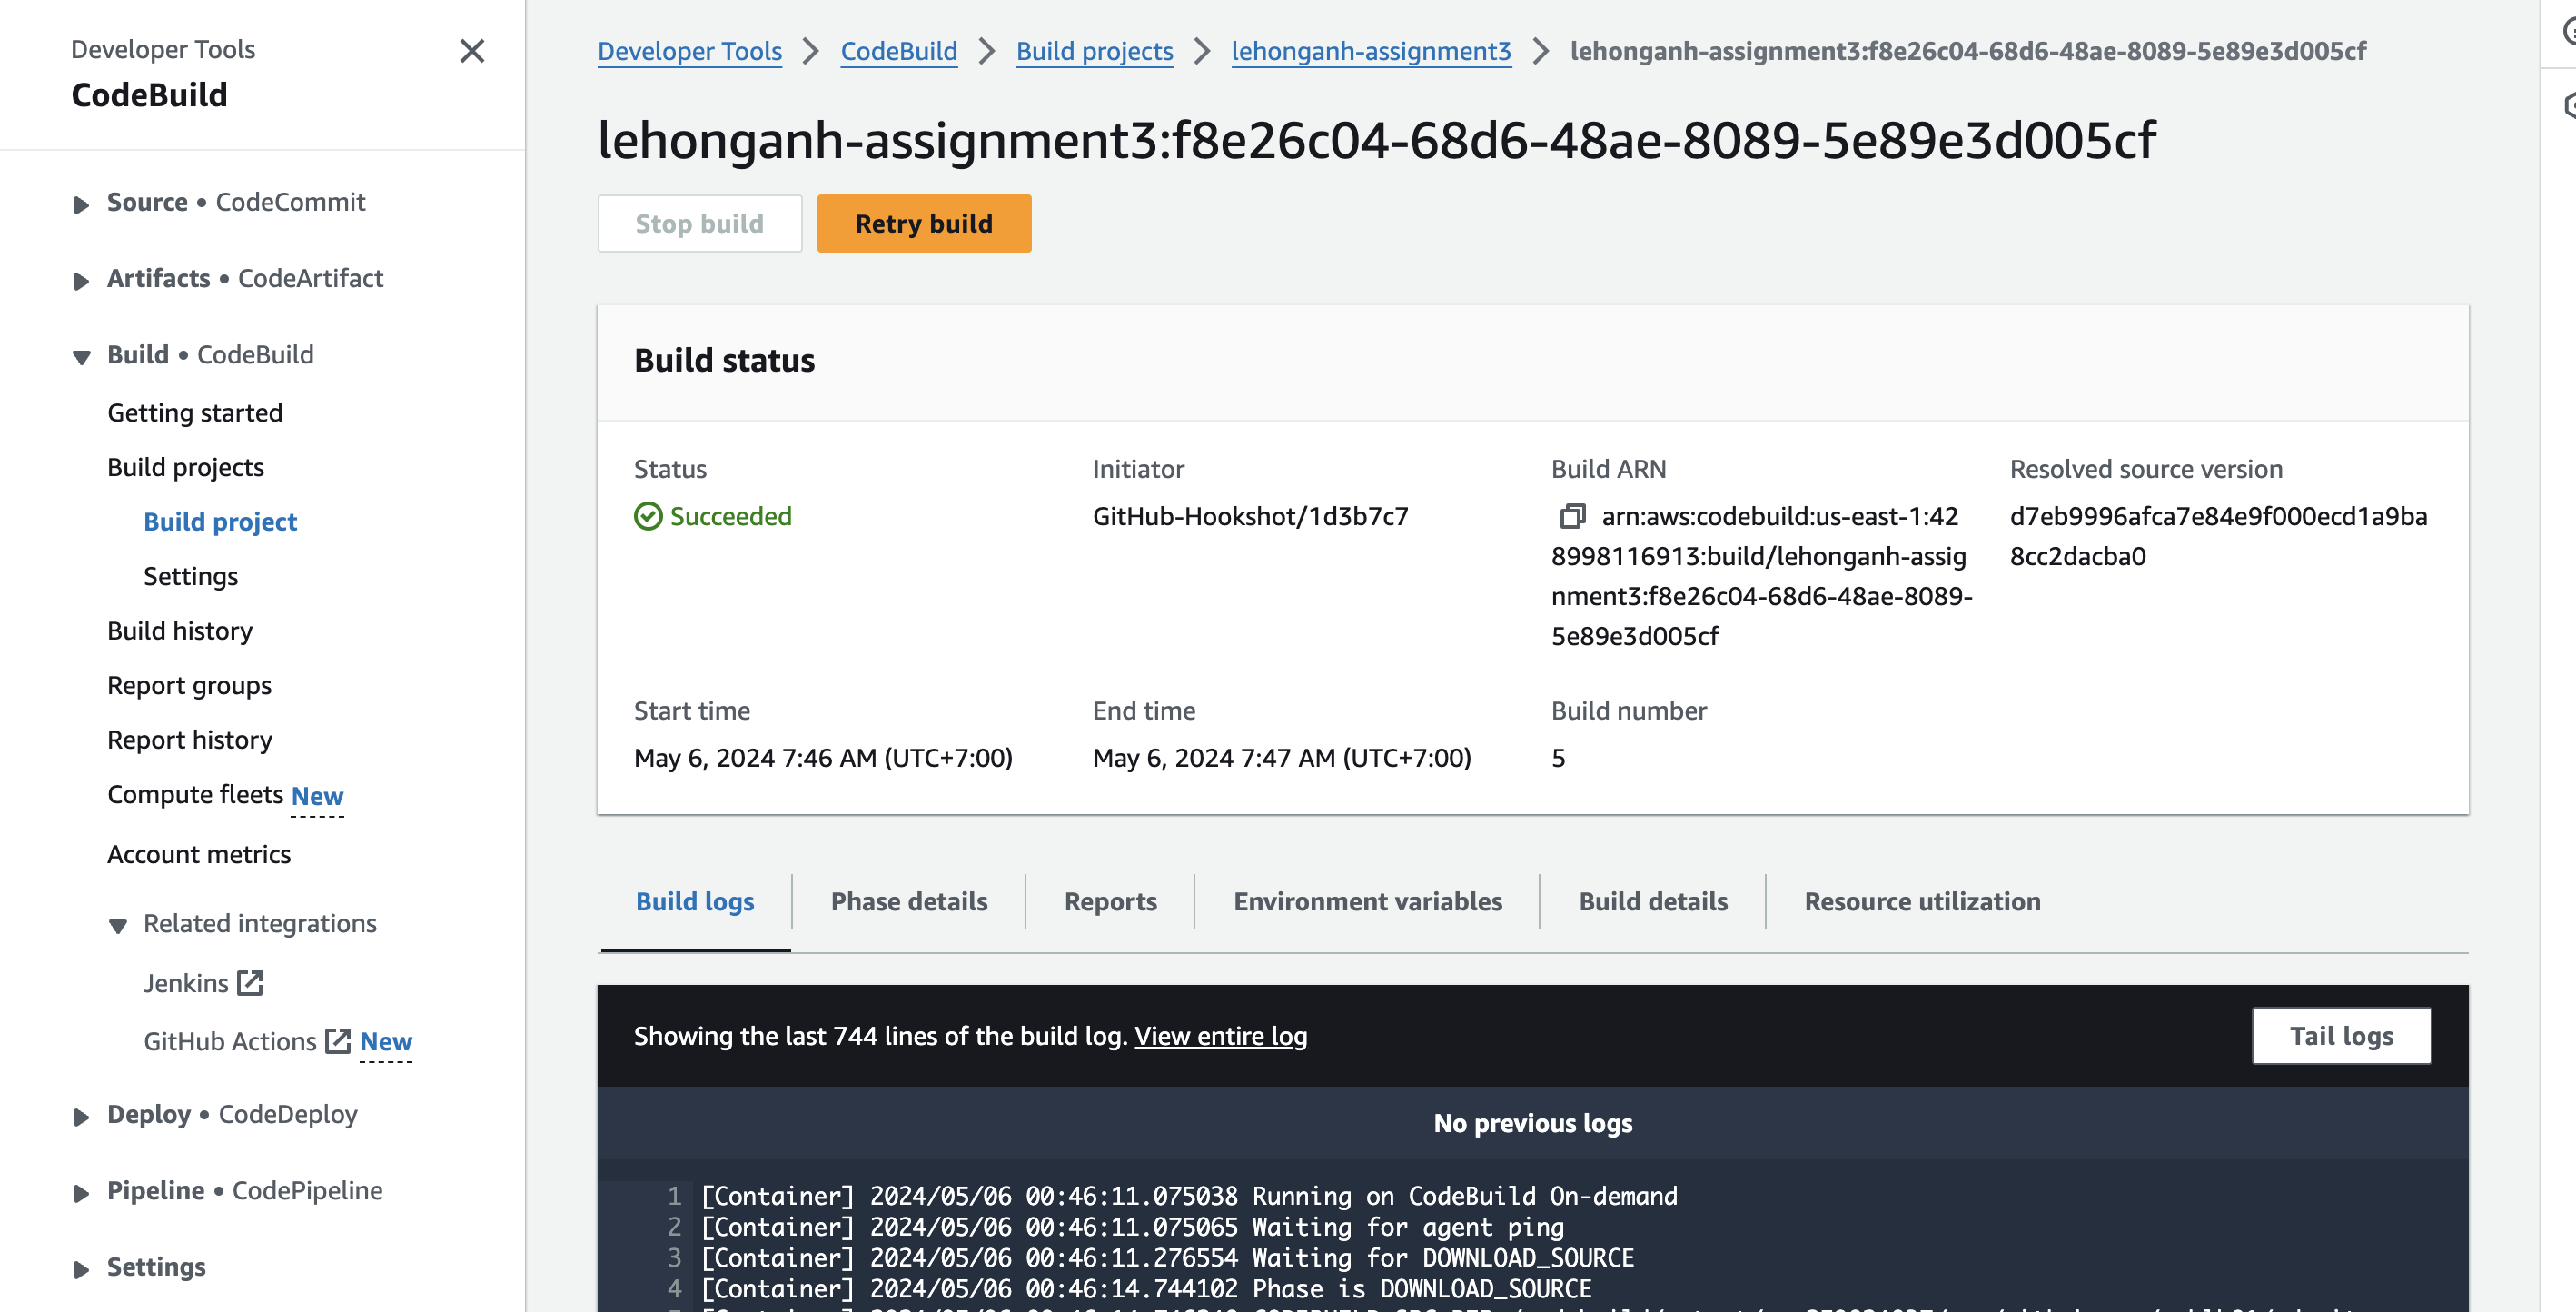 Developer Tools
CodeBuild
Source • CodeCommit
Artifacts • CodeArtifact
Build • CodeBuild
Getting started
Build projects
Build project
Settings
Build history
Report groups
Report history
Compute fleets New
Account metrics
Related integrations
Jenkins
GitHub Actions New
Deploy • CodeDeploy
Pipeline • CodePipeline
Settings
Developer Tools > CodeBuild > Build projects > lehonganh-assignment3 > lehonganh-assignment3:f8e26c04-68d6-48ae-8089-5e89e3d005cf
lehonganh-assignment3:f8e26c04-68d6-48ae-8089-5e89e3d005cf
Stop build Retry build
Build status
Status
Succeeded
Initiator
GitHub-Hookshot/1d3b7c7
Build ARN
arn:aws:codebuild:us-east-1:42
8998116913:build/lehonganh-assig
nment3:f8e26c04-68d6-48ae-8089-
5e89e3d005cf
Resolved source version
d7eb9996afca7e84e9f000ecd1a9ba
8cc2dacba0
Start time
May 6, 2024 7:46 AM (UTC+7:00)
End time
May 6, 2024 7:47 AM (UTC+7:00)
Build number
5
Build logs Phase details Reports Environment variables Build details Resource utilization
Showing the last 744 lines of the build log. View entire log
Tail logs
No previous logs
1 [Container] 2024/05/06 00:46:11.075038 Running on CodeBuild On-demand
2 [Container] 2024/05/06 00:46:11.075065 Waiting for agent ping
3 [Container] 2024/05/06 00:46:11.276554 Waiting for DOWNLOAD_SOURCE
4 [Container] 2024/05/06 00:46:14.744102 Phase is DOWNLOAD_SOURCE